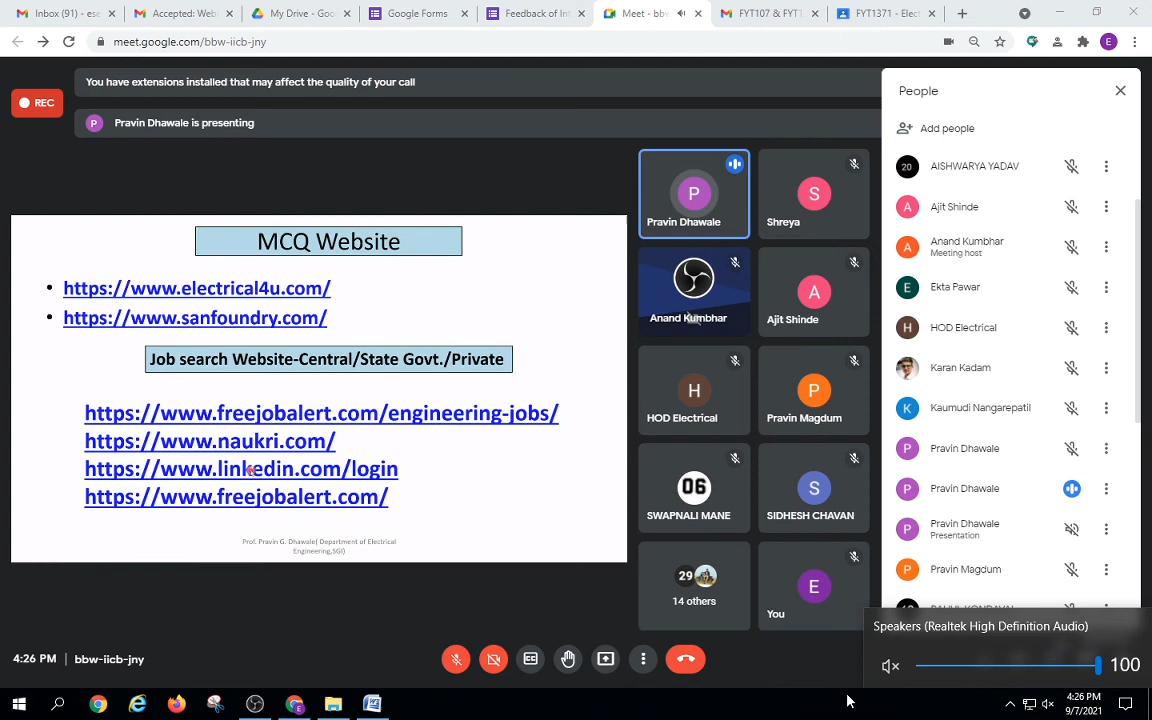 Inbox (91) - ese
Accepted: Web
My Drive - Goo
Google Forms
Feedback of Int
Meet - bbw
FYT107 & FYT1
FYT1371 - Elect
meet.google.com/bbw-iicb-jny
E
You have extensions installed that may affect the quality of your call
REC
P
Pravin Dhawale is presenting
MCQ Website
• https://www.electrical4u.com/
• https://www.sanfoundry.com/
Job search Website-Central/State Govt./Private
https://www.freejobalert.com/engineering-jobs/
https://www.naukri.com/
https://www.linkedin.com/login
https://www.freejobalert.com/
Prof. Pravin G. Dhawale( Department of Electrical
Engineering,SGI)
P
Pravin Dhawale
S
Shreya
Anand Kumbhar
A
Ajit Shinde
H
HOD Electrical
P
Pravin Magdum
06
SWAPNALI MANE
S
SIDHESH CHAVAN
29
14 others
E
You
People
Add people
20
AISHWARYA YADAV
A
Ajit Shinde
A
Anand Kumbhar
Meeting host
E
Ekta Pawar
H
HOD Electrical
Karan Kadam
K
Kaumudi Nangarepatil
P
Pravin Dhawale
P
Pravin Dhawale
P
Pravin Dhawale
Presentation
P
Pravin Magdum
Speakers (Realtek High Definition Audio)
100
4:26 PM | bbw-iicb-jny
CC
4:26 PM
9/7/2021